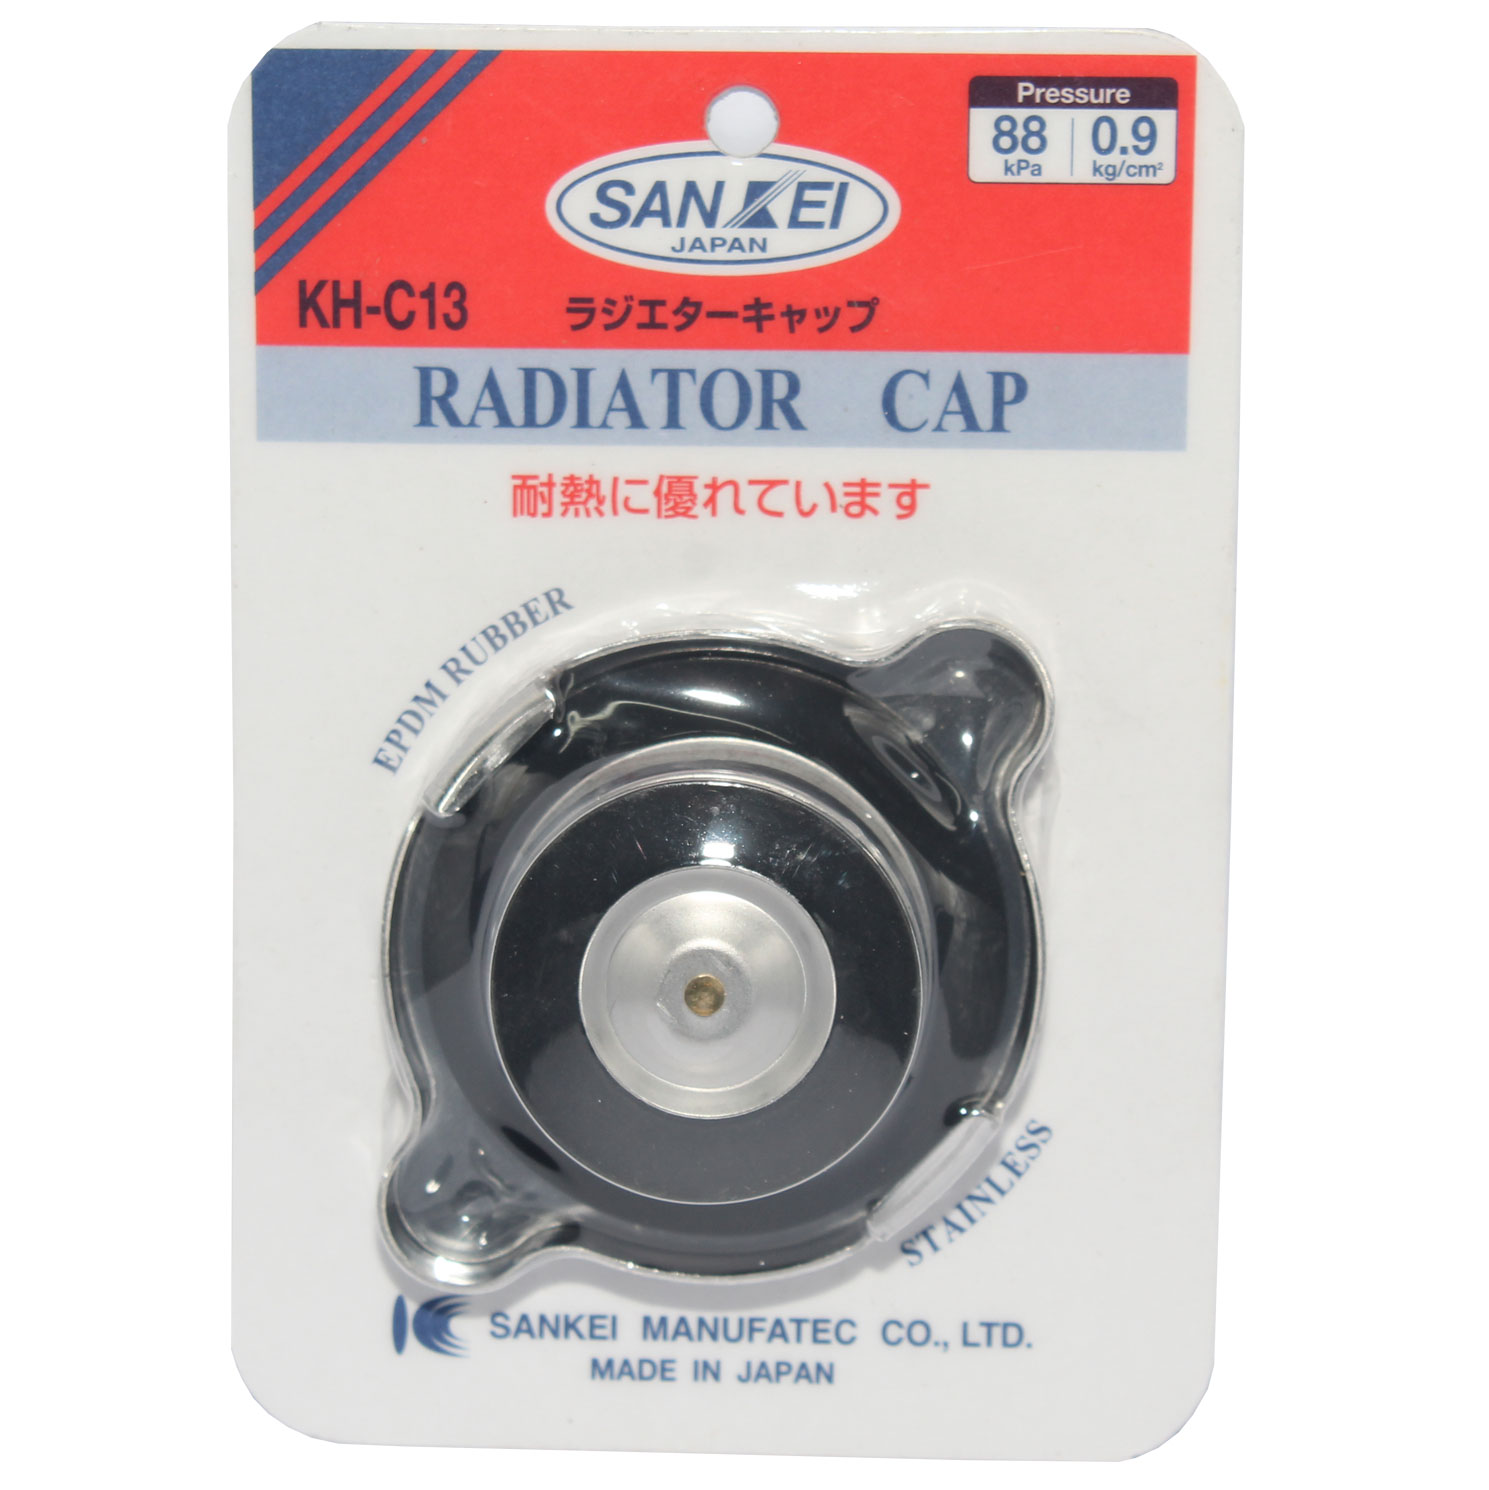 Pressure
88 0.9
kPa kg/cm²
SANKEI
JAPAN
KH-C13 ラジエターキャップ
RADIATOR CAP
耐熱に優れています
EPDM RUBBER
STAINLESS
SANKEI MANUFATEC CO., LTD.
MADE IN JAPAN